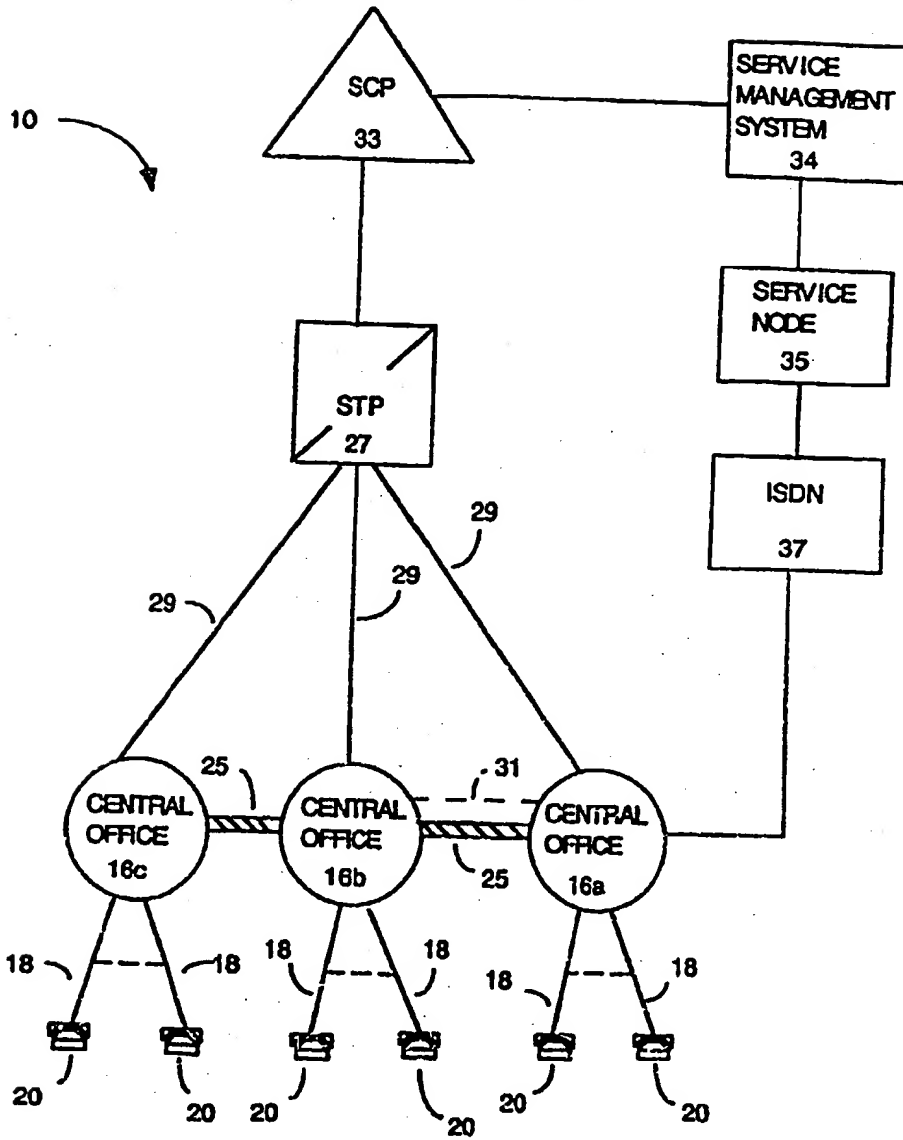 SCP
33
SERVICE
MANAGEMENT
SYSTEM
34
10
SERVICE
NODE
35
STP
27
ISDN
37
29
29
29
25
31
CENTRAL
OFFICE
16c
CENTRAL
OFFICE
16b
CENTRAL
OFFICE
16a
25
18
18
18
18
18
18
20
20
20
20
20
20